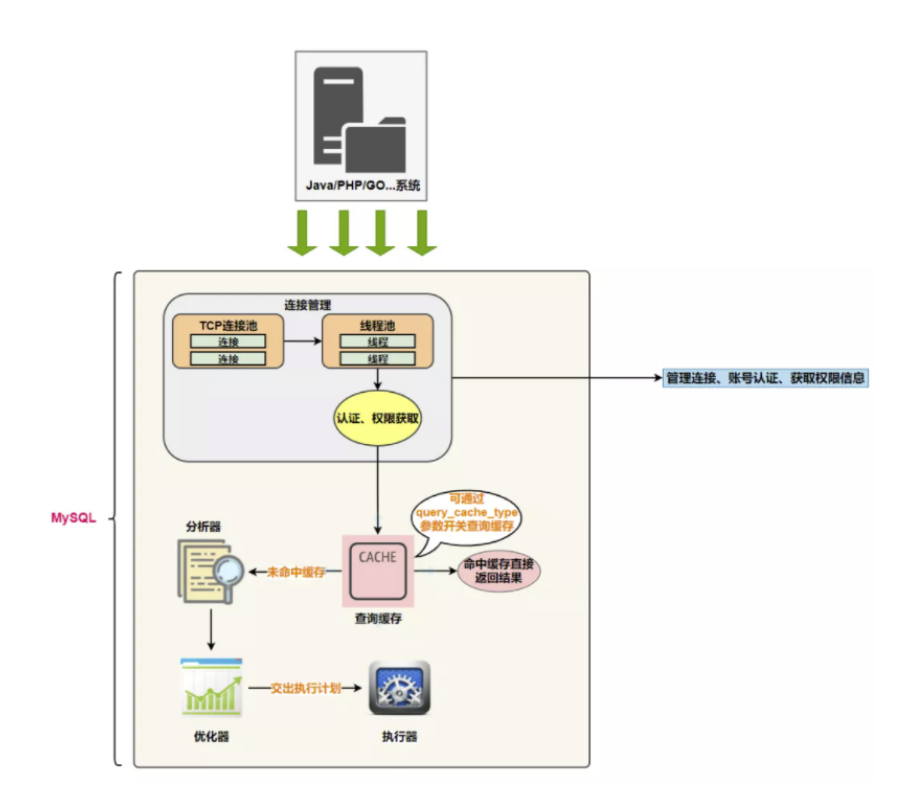 Java/PHP/GO...系统
连接管理
TCP连接池
连接
连接
线程池
线程
线程
认证、权限获取
管理连接、账号认证、获取权限信息
MySQL
可通过
query_cache_type
参数开关查询缓存
分析器
CACHE
未命中缓存
命中缓存直接
返回结果
查询缓存
交出执行计划
优化器
执行器